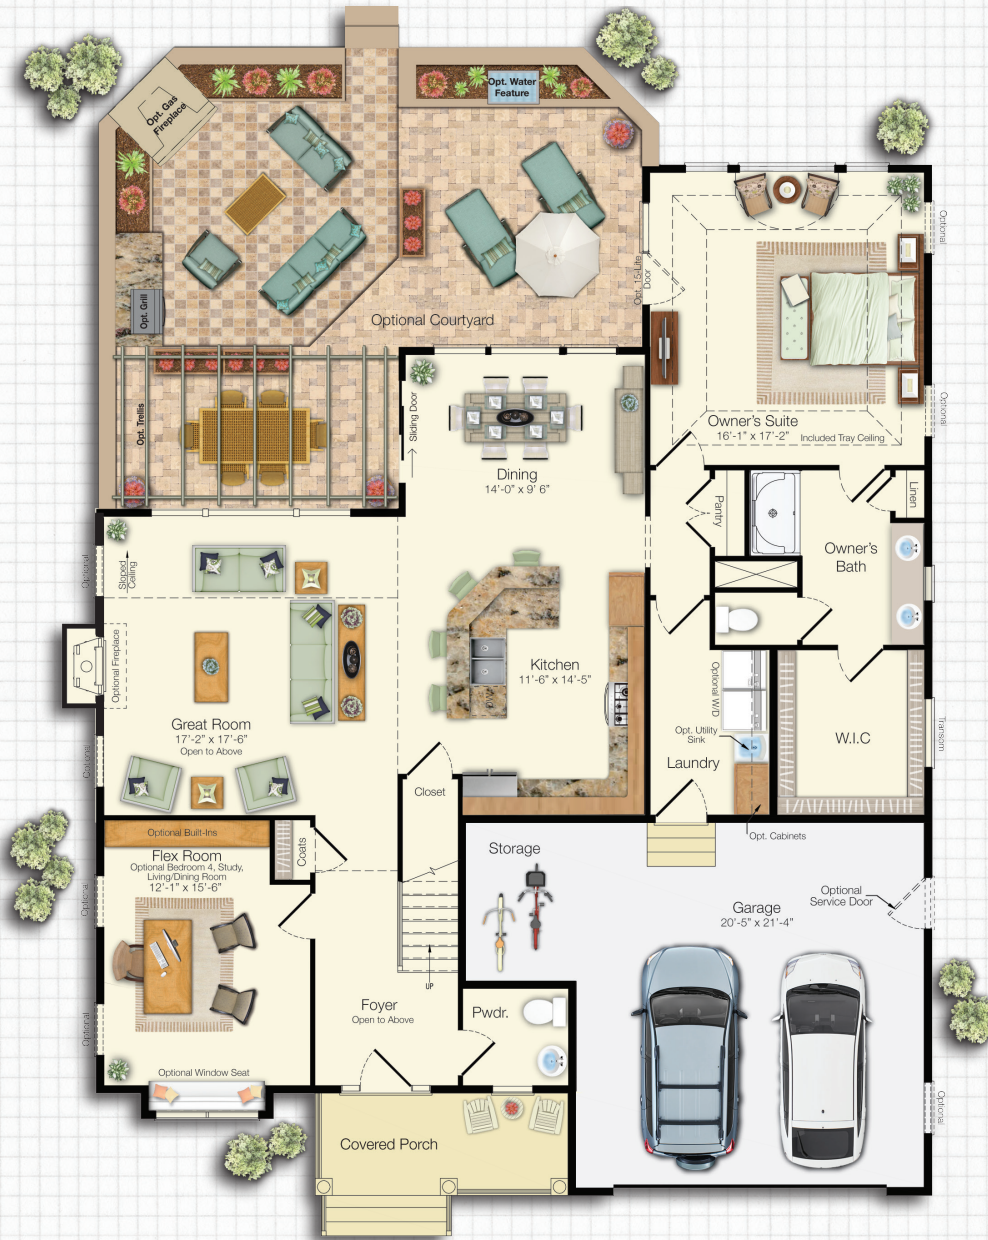 Opt. Gas
Fireplace
Opt. Water
Feature
Opt. Grill
Optional Courtyard
Opt. 15-Lite
Door
Optional
Optional
Owner's Suite
16'-1" x 17'-2"
Included Tray Ceiling
Opt. Trellis
Sliding Door
Dining
14'-0" x 9' 6"
Pantry
Linen
Owner's
Bath
Optional
Sloped
Ceiling
Optional Fireplace
Kitchen
11'-6" x 14'-5"
Great Room
17'-2" x 17'-6"
Open to Above
Optional
Optional W/D
Opt. Utility
Sink
Laundry
W.I.C
Transom
Closet
Opt. Cabinets
Optional Built-Ins
Coats
Flex Room
Optional Bedroom 4, Study,
Living/Dining Room
12'-1" x 15'-6"
Optional
Storage
Garage
20'-5" x 21'-4"
Optional
Service Door
UP
Foyer
Open to Above
Pwdr.
Optional
Optional Window Seat
Optional
Covered Porch